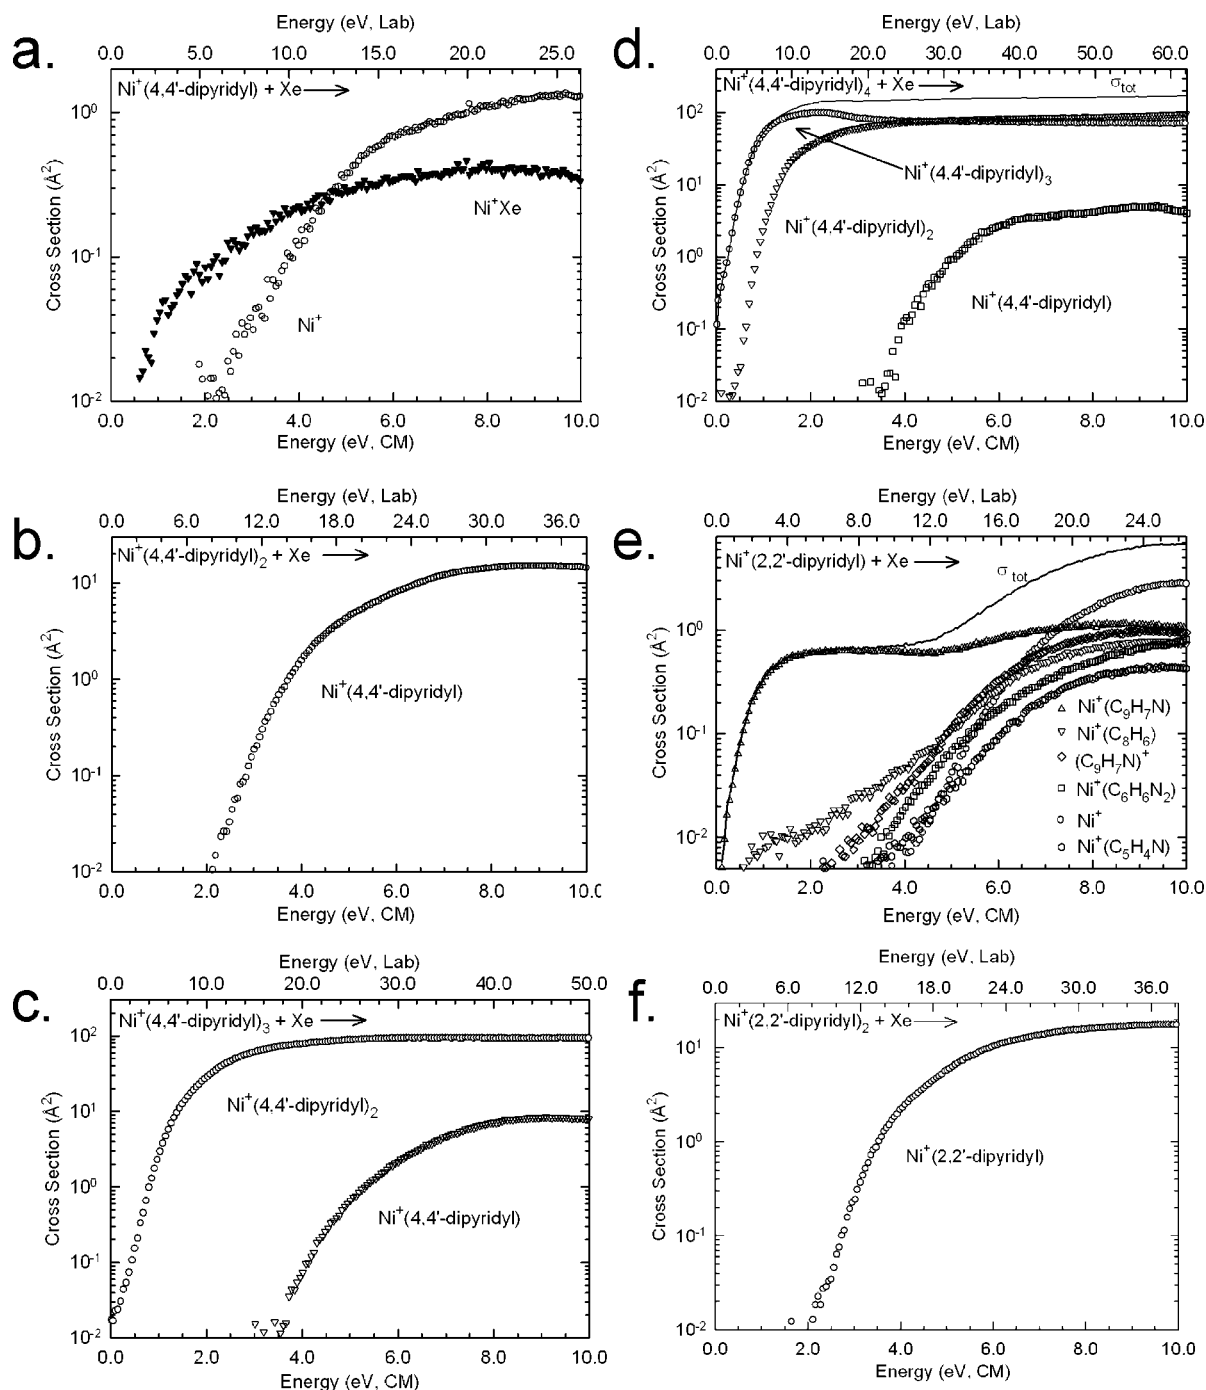 a.
Energy (eV, Lab)
0.0 5.0 10.0 15.0 20.0 25.0
Ni⁺(4,4'-dipyridyl) + Xe ⟶
Cross Section (Å²)
10⁰
10⁻¹
10⁻²
Ni⁺Xe
Ni⁺
0.0 2.0 4.0 6.0 8.0 10.0
Energy (eV, CM)
b.
Energy (eV, Lab)
0.0 6.0 12.0 18.0 24.0 30.0 36.0
Ni⁺(4,4'-dipyridyl)₂ + Xe ⟶
Cross Section (Å²)
10¹
10⁰
10⁻¹
10⁻²
Ni⁺(4,4'-dipyridyl)
0.0 2.0 4.0 6.0 8.0 10.0
Energy (eV, CM)
c.
Energy (eV, Lab)
0.0 10.0 20.0 30.0 40.0 50.0
Ni⁺(4,4'-dipyridyl)₃ + Xe ⟶
Cross Section (Å²)
10²
10¹
10⁰
10⁻¹
10⁻²
Ni⁺(4,4'-dipyridyl)₂
Ni⁺(4,4'-dipyridyl)
0.0 2.0 4.0 6.0 8.0 10.0
Energy (eV, CM)
d.
Energy (eV, Lab)
0.0 10.0 20.0 30.0 40.0 50.0 60.0
Ni⁺(4,4'-dipyridyl)₄ + Xe ⟶
σtot
Cross Section (Å²)
10²
10¹
10⁰
10⁻¹
10⁻²
Ni⁺(4,4'-dipyridyl)₃
Ni⁺(4,4'-dipyridyl)₂
Ni⁺(4,4'-dipyridyl)
0.0 2.0 4.0 6.0 8.0 10.0
Energy (eV, CM)
e.
Energy (eV, Lab)
0.0 4.0 8.0 12.0 16.0 20.0 24.0
Ni⁺(2,2'-dipyridyl) + Xe ⟶
σtot
Cross Section (Å²)
10⁰
10⁻¹
10⁻²
Ni⁺(C₉H₇N)
Ni⁺(C₈H₆)
(C₉H₇N)⁺
Ni⁺(C₆H₆N₂)
Ni⁺
Ni⁺(C₅H₄N)
0.0 2.0 4.0 6.0 8.0 10.0
Energy (eV, CM)
f.
Energy (eV, Lab)
0.0 6.0 12.0 18.0 24.0 30.0 36.0
Ni⁺(2,2'-dipyridyl)₂ + Xe ⟶
Cross Section (Å²)
10¹
10⁰
10⁻¹
10⁻²
Ni⁺(2,2'-dipyridyl)
0.0 2.0 4.0 6.0 8.0 10.0
Energy (eV, CM)